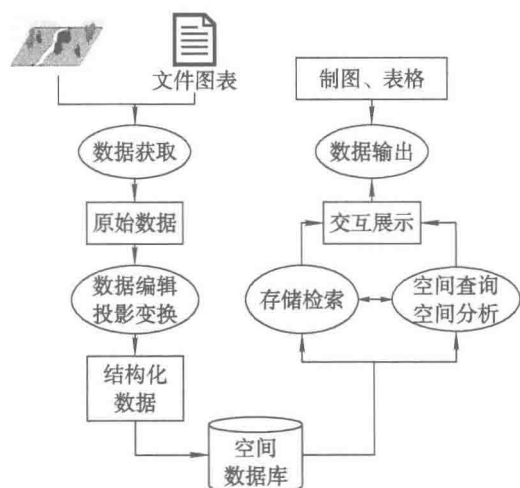 文件图表
制图、表格
数据获取
数据输出
原始数据
交互展示
数据编辑
投影变换
存储检索
空间查询
空间分析
结构化
数据
空间
数据库